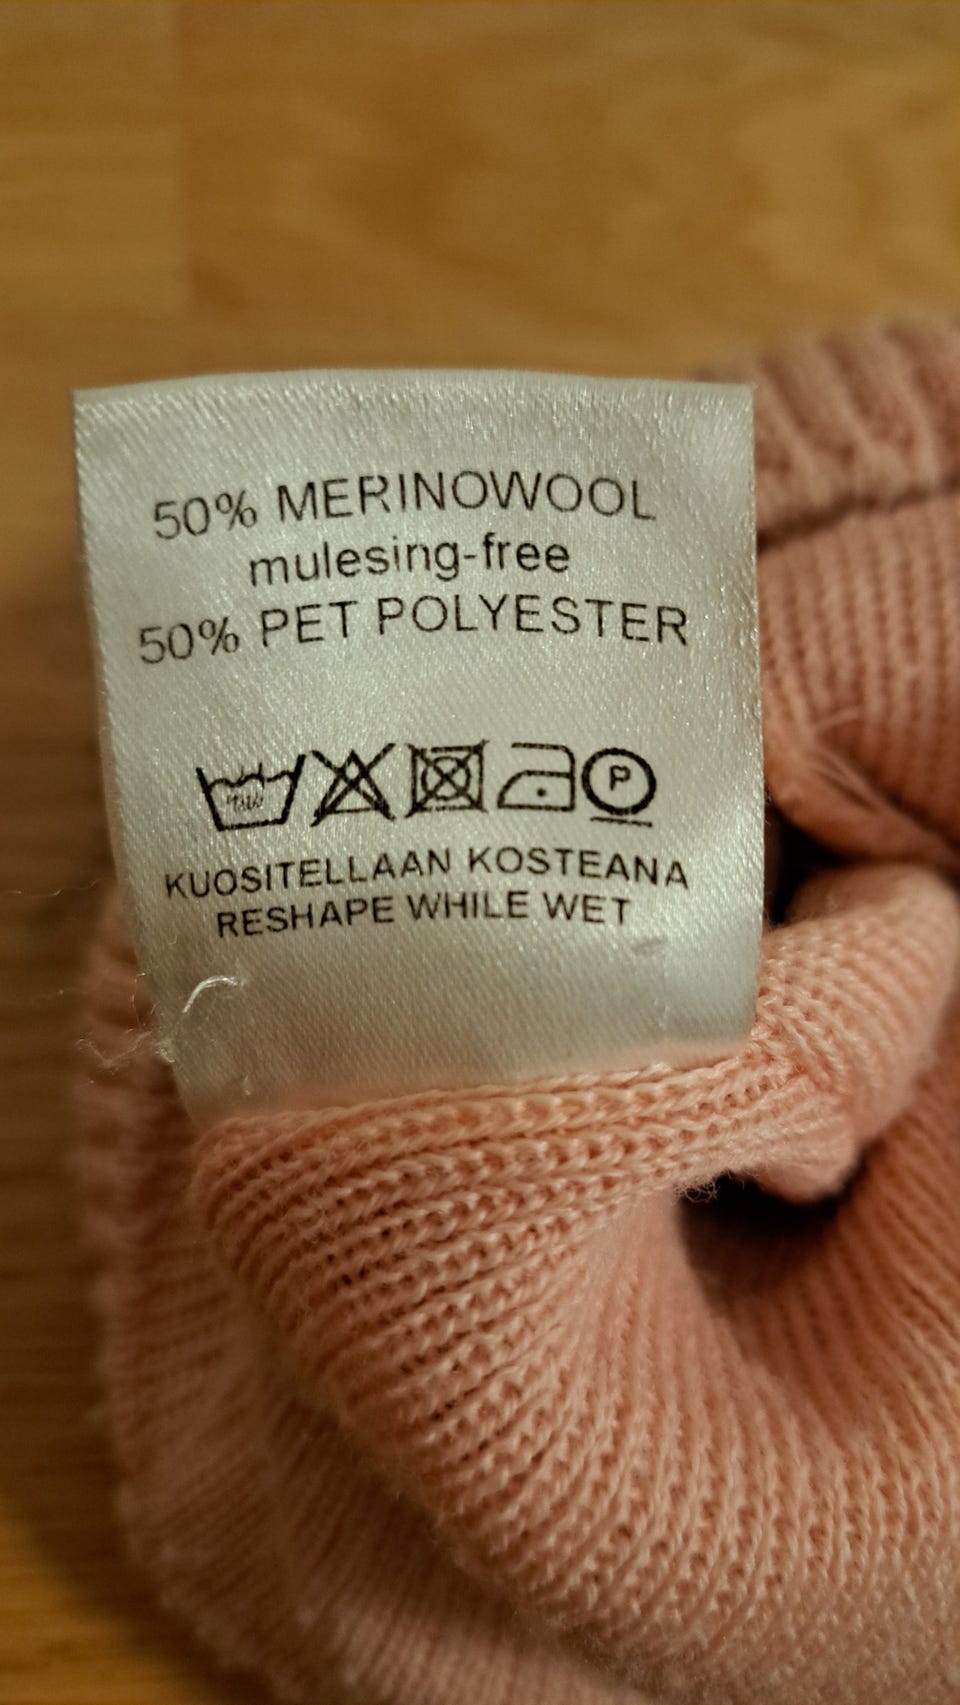 50% MERINOWOOL
mulesing-free
50% PET POLYESTER
P
KUOSITELLAAN KOSTEANA
RESHAPE WHILE WET